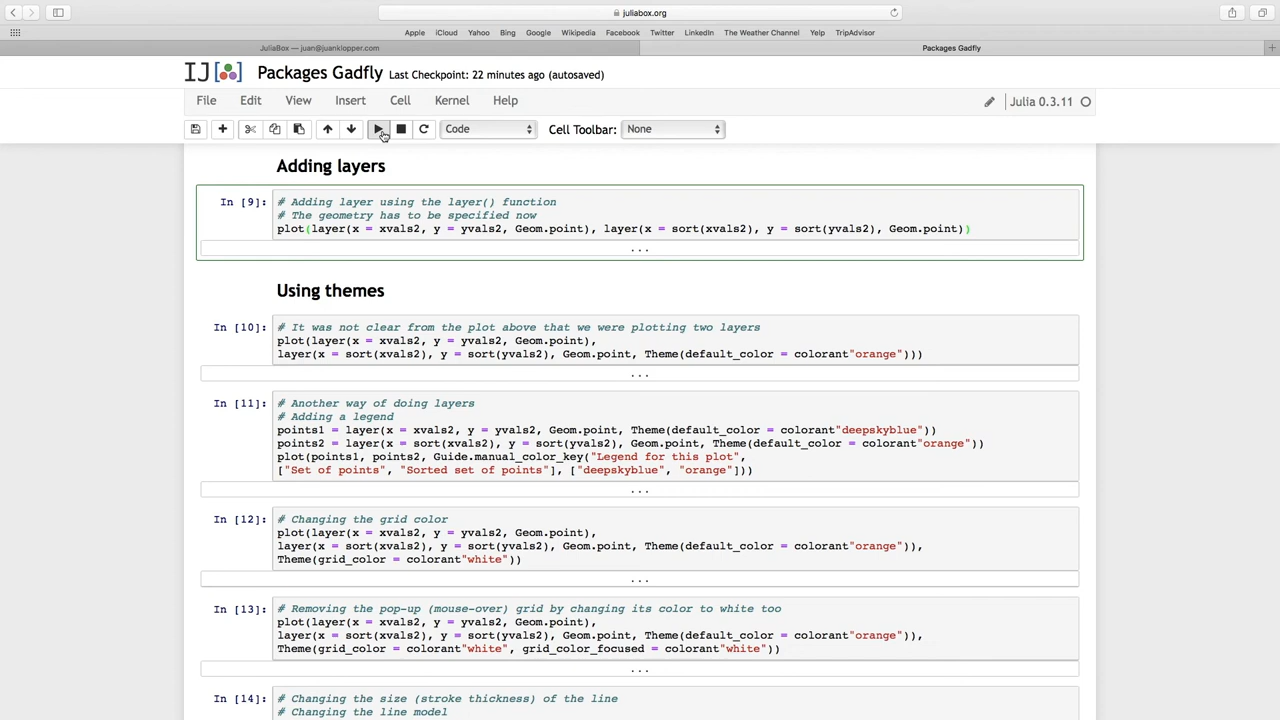 juliabox.org
Apple iCloud Yahoo Bing Google Wikipedia Facebook Twitter LinkedIn The Weather Channel Yelp TripAdvisor
JuliaBox — juan@juanklopper.com
Packages Gadfly
IJ[ ] Packages Gadfly Last Checkpoint: 22 minutes ago (autosaved)
File Edit View Insert Cell Kernel Help Julia 0.3.11
Code Cell Toolbar: None
Adding layers
In [9]: # Adding layer using the layer() function
# The geometry has to be specified now
plot(layer(x = xvals2, y = yvals2, Geom.point), layer(x = sort(xvals2), y = sort(yvals2), Geom.point))
...
Using themes
In [10]: # It was not clear from the plot above that we were plotting two layers
plot(layer(x = xvals2, y = yvals2, Geom.point),
layer(x = sort(xvals2), y = sort(yvals2), Geom.point, Theme(default_color = colorant"orange")))
...
In [11]: # Another way of doing layers
# Adding a legend
points1 = layer(x = xvals2, y = yvals2, Geom.point, Theme(default_color = colorant"deepskyblue"))
points2 = layer(x = sort(xvals2), y = sort(yvals2), Geom.point, Theme(default_color = colorant"orange"))
plot(points1, points2, Guide.manual_color_key("Legend for this plot",
["Set of points", "Sorted set of points"], ["deepskyblue", "orange"]))
...
In [12]: # Changing the grid color
plot(layer(x = xvals2, y = yvals2, Geom.point),
layer(x = sort(xvals2), y = sort(yvals2), Geom.point, Theme(default_color = colorant"orange")),
Theme(grid_color = colorant"white"))
...
In [13]: # Removing the pop-up (mouse-over) grid by changing its color to white too
plot(layer(x = xvals2, y = yvals2, Geom.point),
layer(x = sort(xvals2), y = sort(yvals2), Geom.point, Theme(default_color = colorant"orange")),
Theme(grid_color = colorant"white", grid_color_focused = colorant"white"))
...
In [14]: # Changing the size (stroke thickness) of the line
# Changing the line model